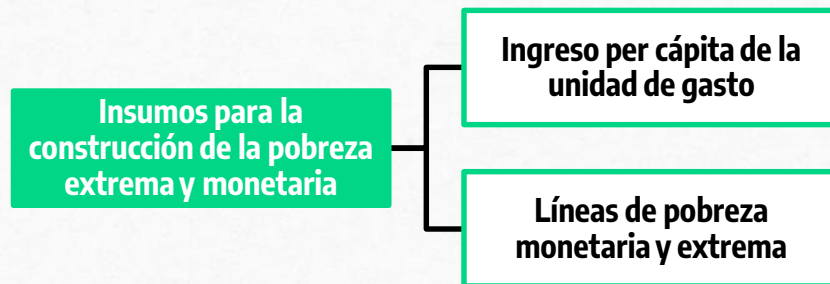 Insumos para la
construcción de la pobreza
extrema y monetaria
Ingreso per cápita de la
unidad de gasto
Líneas de pobreza
monetaria y extrema